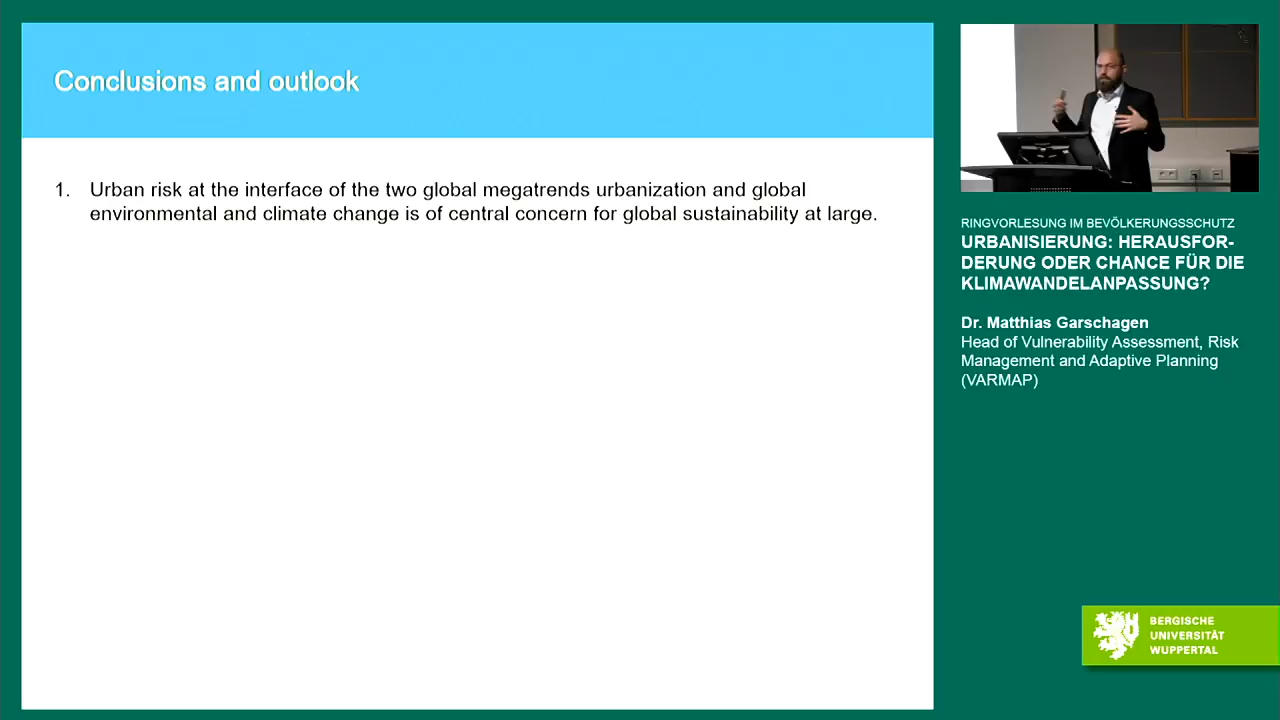 Conclusions and outlook
1. Urban risk at the interface of the two global megatrends urbanization and global
environmental and climate change is of central concern for global sustainability at large.
RINGVORLESUNG IM BEVÖLKERUNGSSCHUTZ
URBANISIERUNG: HERAUSFOR-
DERUNG ODER CHANCE FÜR DIE
KLIMAWANDELANPASSUNG?
Dr. Matthias Garschagen
Head of Vulnerability Assessment, Risk
Management and Adaptive Planning
(VARMAP)
BERGISCHE
UNIVERSITÄT
WUPPERTAL